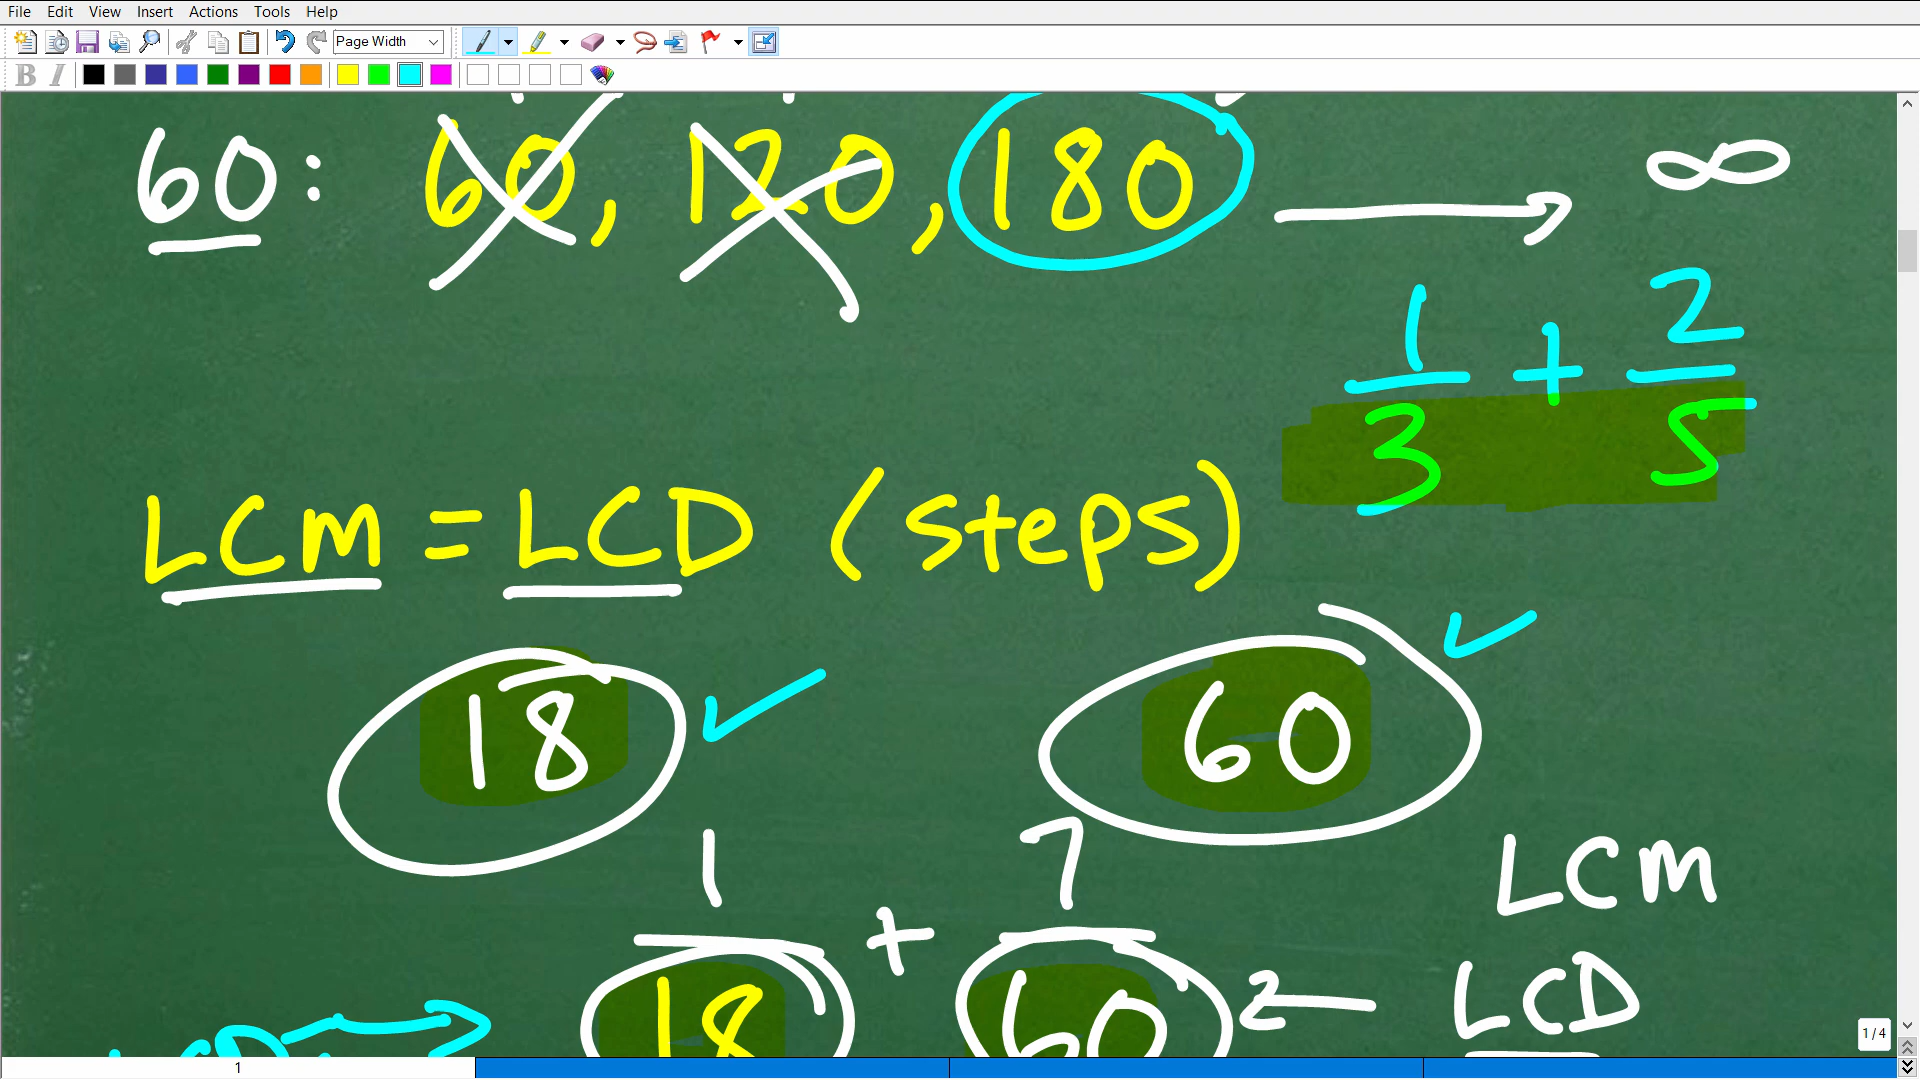 File Edit View Insert Actions Tools Help
Page Width
B I
60: 60, 120, 180 ∞
1/3 + 2/5
LCM = LCD (steps)
18 60
1/18 + 7/60
LCM
LCD
1 / 4
1